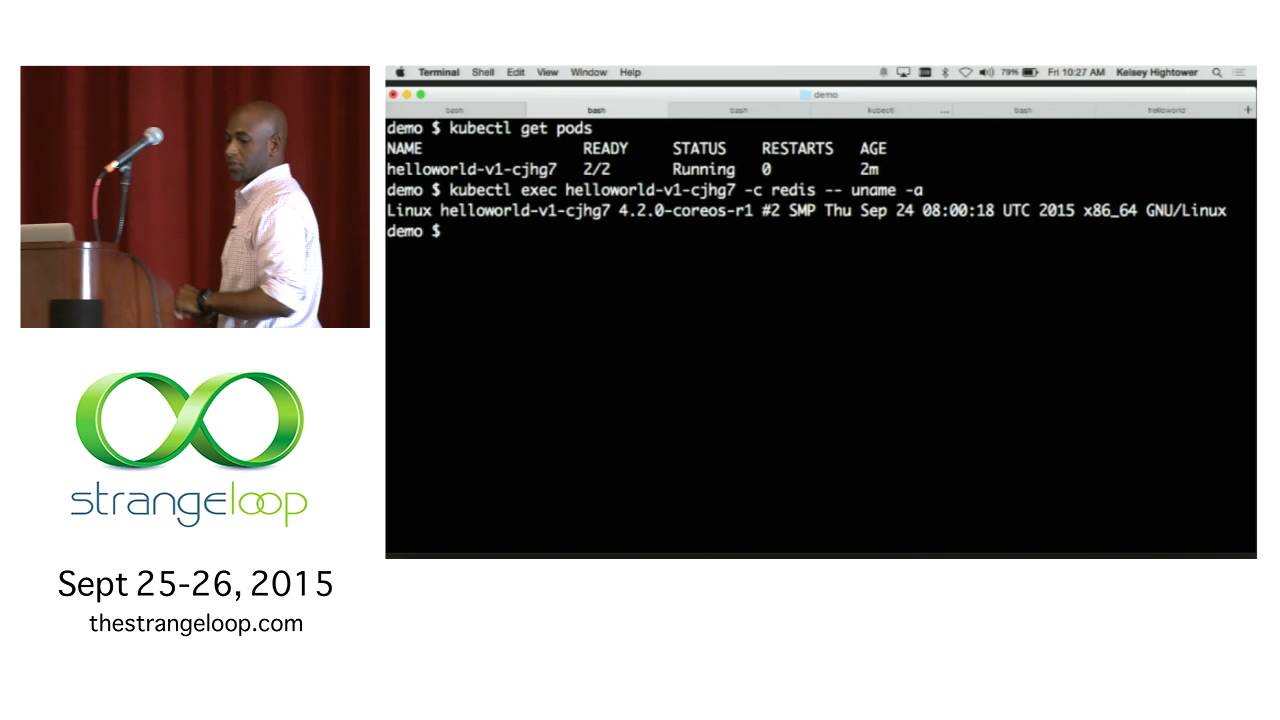 Terminal Shell Edit View Window Help 79% Fri 10:27 AM Kelsey Hightower
demo
bash bash bash kubectl ... bash helloworld +
demo $ kubectl get pods
NAME READY STATUS RESTARTS AGE
helloworld-v1-cjhg7 2/2 Running 0 2m
demo $ kubectl exec helloworld-v1-cjhg7 -c redis -- uname -a
Linux helloworld-v1-cjhg7 4.2.0-coreos-r1 #2 SMP Thu Sep 24 08:00:18 UTC 2015 x86_64 GNU/Linux
demo $
strangeloop
Sept 25-26, 2015
thestrangeloop.com